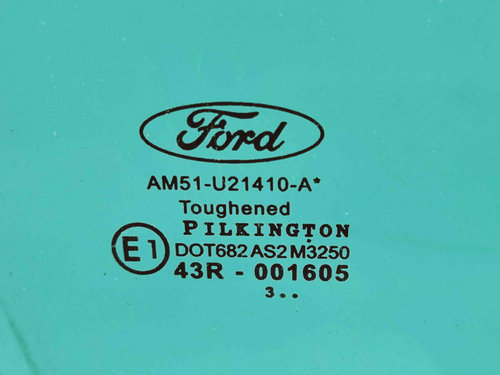 Ford
AM51-U21410-A*
Toughened
PILKINGTON
E1 DOT682 AS2 M3250
43R - 001605
3..